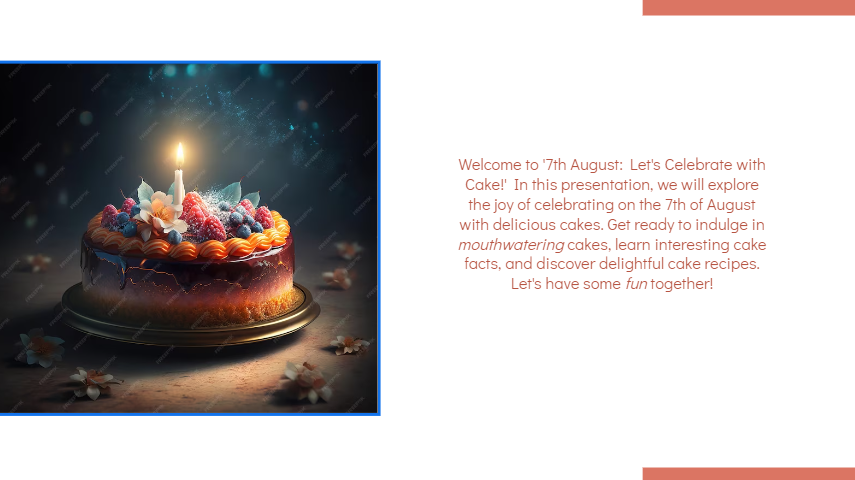 Welcome to '7th August:  Let's Celebrate with
Cake!'  In this presentation, we will explore
the joy of celebrating on the 7th of August
with delicious cakes. Get ready to indulge in
mouthwatering cakes, learn interesting cake
facts, and discover delightful cake recipes.
Let's have some fun together!